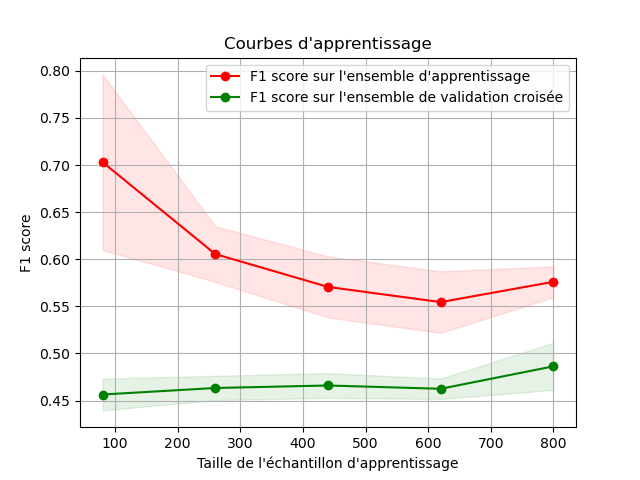 Courbes d'apprentissage
F1 score sur l'ensemble d'apprentissage
F1 score sur l'ensemble de validation croisée
0.80
0.75
0.70
0.65
0.60
0.55
0.50
0.45
F1 score
100 200 300 400 500 600 700 800
Taille de l'échantillon d'apprentissage